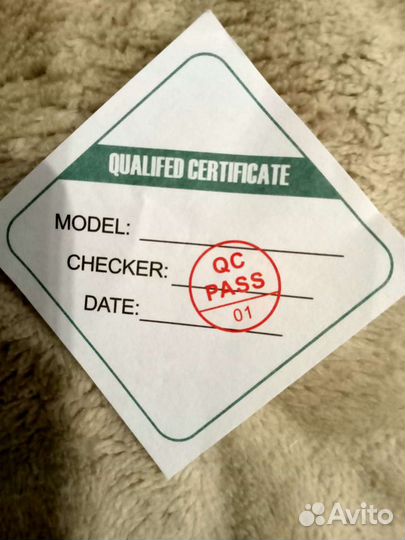 QUALIFED CERTIFICATE
MODEL:
CHECKER:
DATE:
QC
PASS
01
Avito